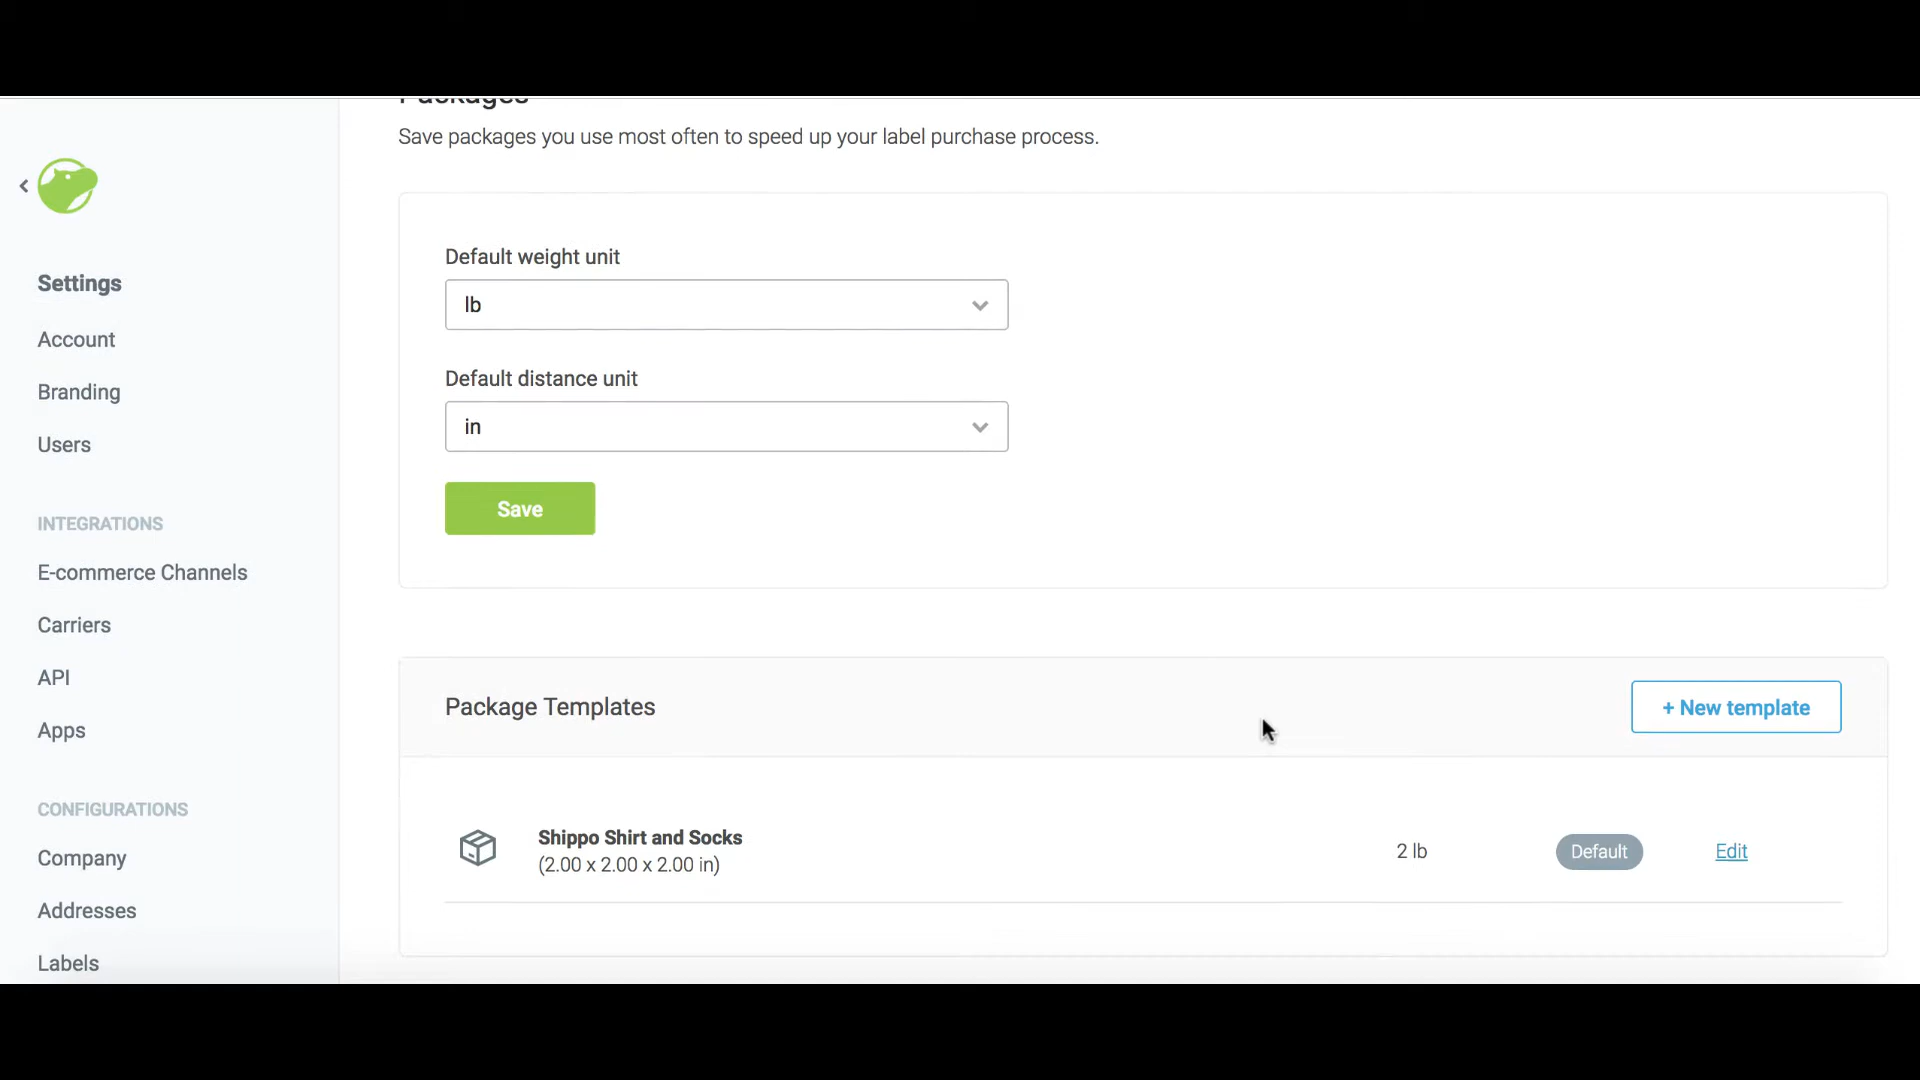 Packages
Save packages you use most often to speed up your label purchase process.
Settings
Account
Branding
Users
INTEGRATIONS
E-commerce Channels
Carriers
API
Apps
CONFIGURATIONS
Company
Addresses
Labels
Default weight unit
lb
Default distance unit
in
Save
Package Templates
+ New template
Shippo Shirt and Socks
(2.00 x 2.00 x 2.00 in)
2 lb
Default
Edit